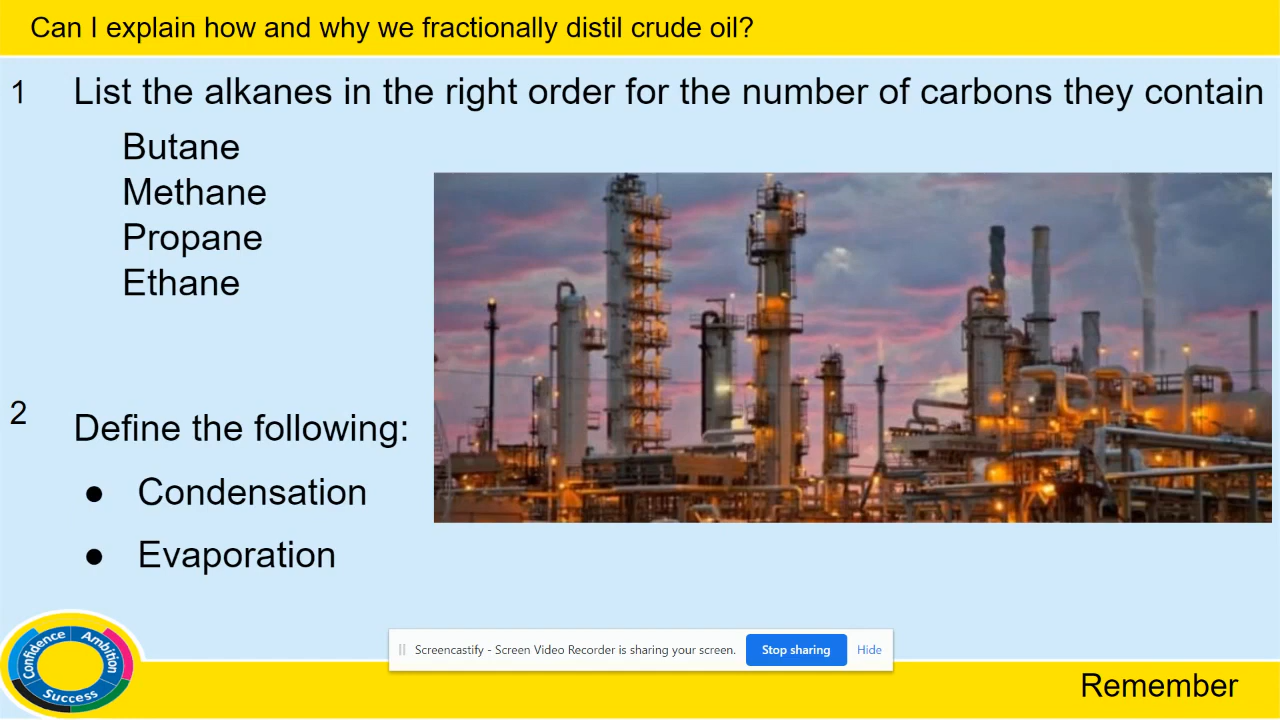 Can I explain how and why we fractionally distil crude oil?
1 List the alkanes in the right order for the number of carbons they contain
Butane
Methane
Propane
Ethane
2 Define the following:
● Condensation
● Evaporation
Confidence Ambition Success
Screencastify - Screen Video Recorder is sharing your screen. Stop sharing Hide
Remember